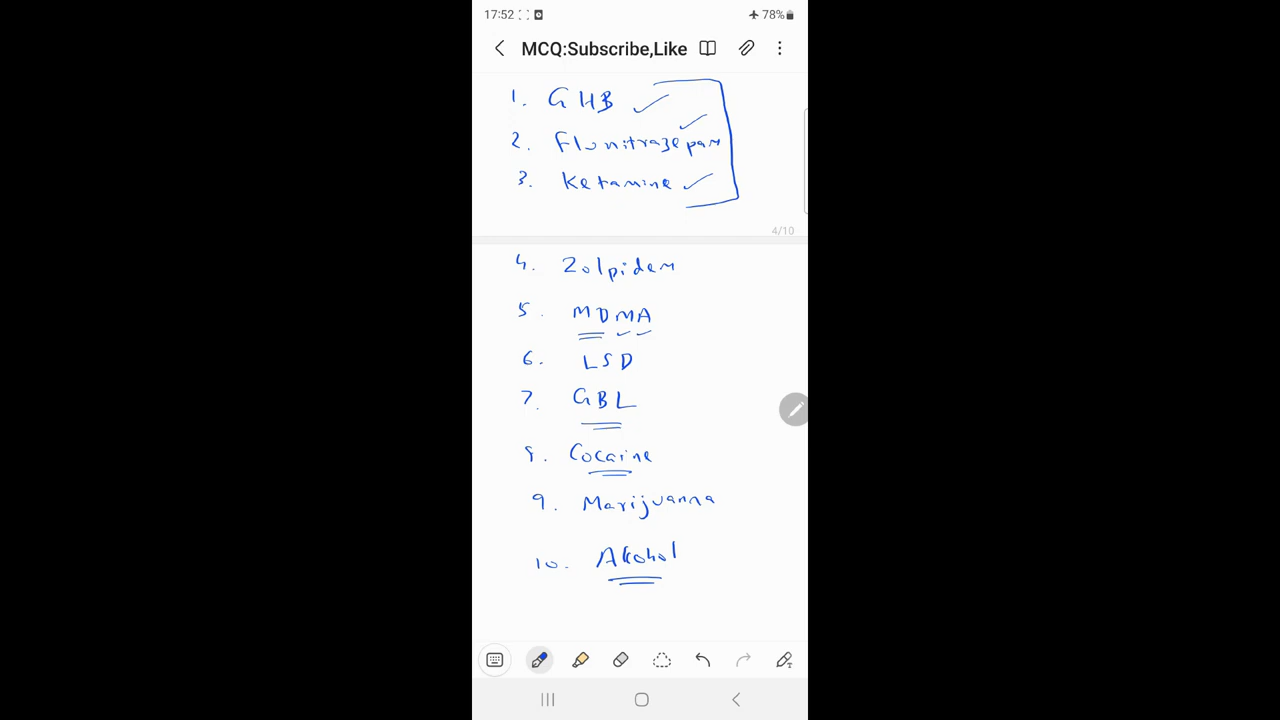 17:52 78%
MCQ:Subscribe,Like
1. GHB
2. Flunitrazepam
3. Ketamine
4/10
4. Zolpidem
5. MDMA
6. LSD
7. GBL
8. Cocaine
9. Marijuanna
10. Alcohol